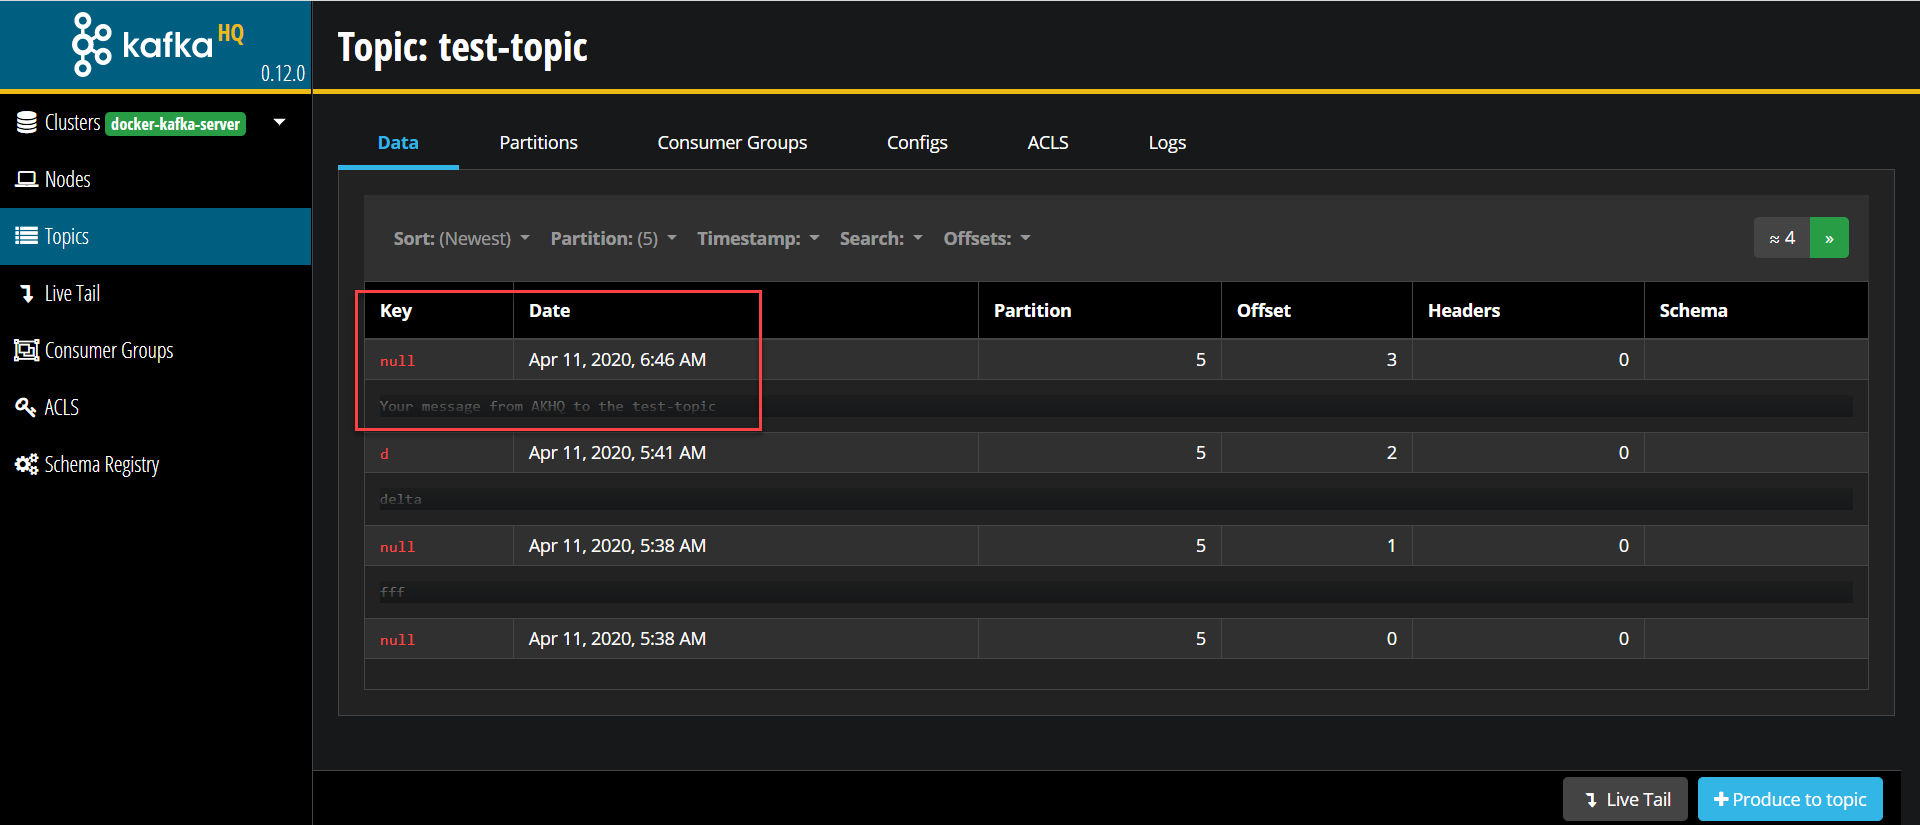 kafka HQ
0.12.0
Topic: test-topic
Clusters docker-kafka-server
Nodes
Topics
Live Tail
Consumer Groups
ACLS
Schema Registry
Data Partitions Consumer Groups Configs ACLS Logs
Sort: (Newest) Partition: (5) Timestamp: Search: Offsets: ≈ 4 »
Key Date Partition Offset Headers Schema
null Apr 11, 2020, 6:46 AM 5 3 0
Your message from AKHQ to the test-topic
d Apr 11, 2020, 5:41 AM 5 2 0
delta
null Apr 11, 2020, 5:38 AM 5 1 0
fff
null Apr 11, 2020, 5:38 AM 5 0 0
Live Tail Produce to topic